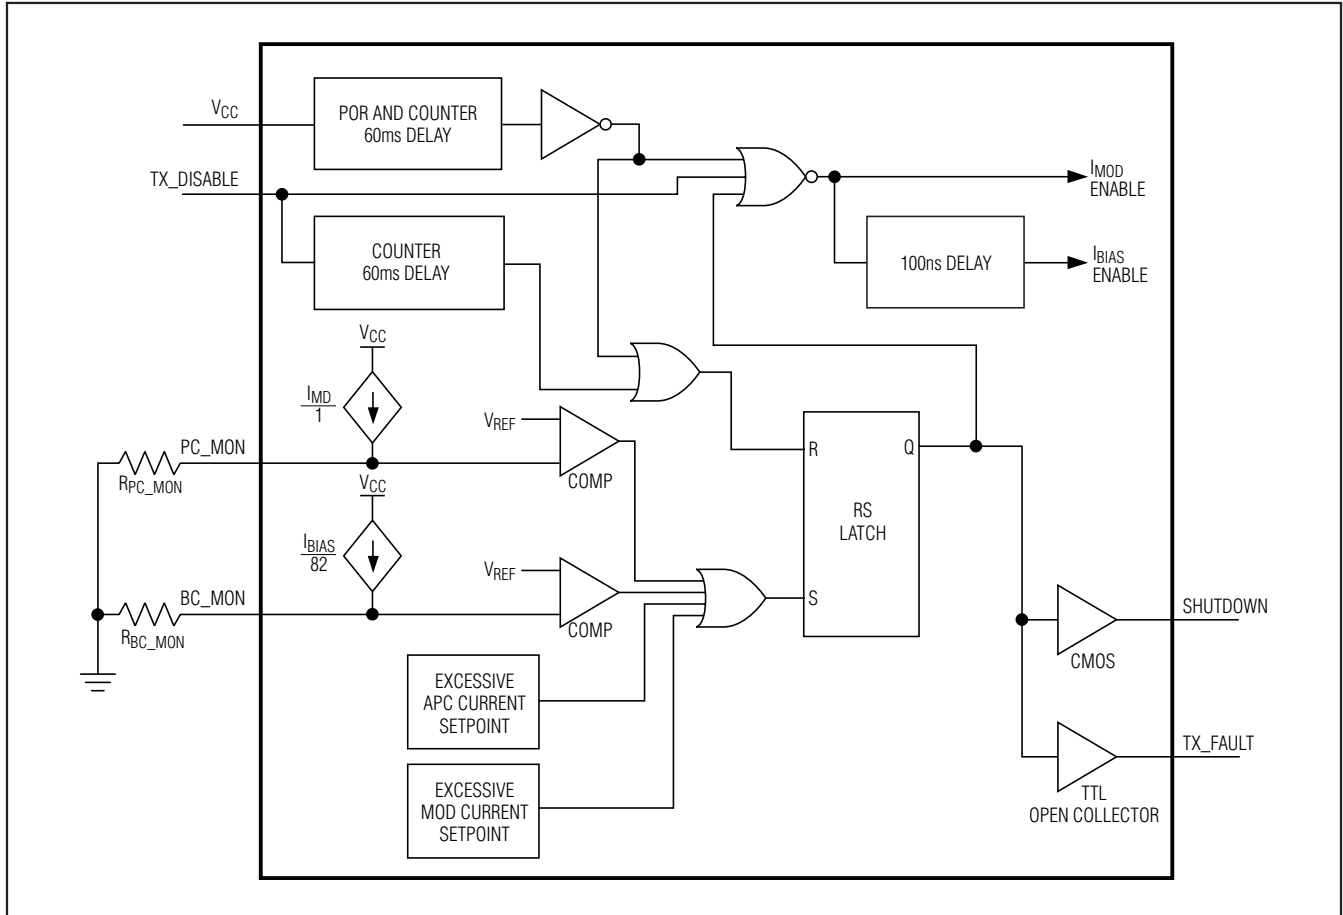 VCC
POR AND COUNTER
60ms DELAY
TX_DISABLE
COUNTER
60ms DELAY
IMOD
ENABLE
100ns DELAY
IBIAS
ENABLE
VCC
IMD
1
VREF
COMP
PC_MON
RPC_MON
VCC
IBIAS
82
VREF
COMP
BC_MON
RBC_MON
R
Q
RS
LATCH
S
EXCESSIVE
APC CURRENT
SETPOINT
EXCESSIVE
MOD CURRENT
SETPOINT
SHUTDOWN
CMOS
TX_FAULT
TTL
OPEN COLLECTOR